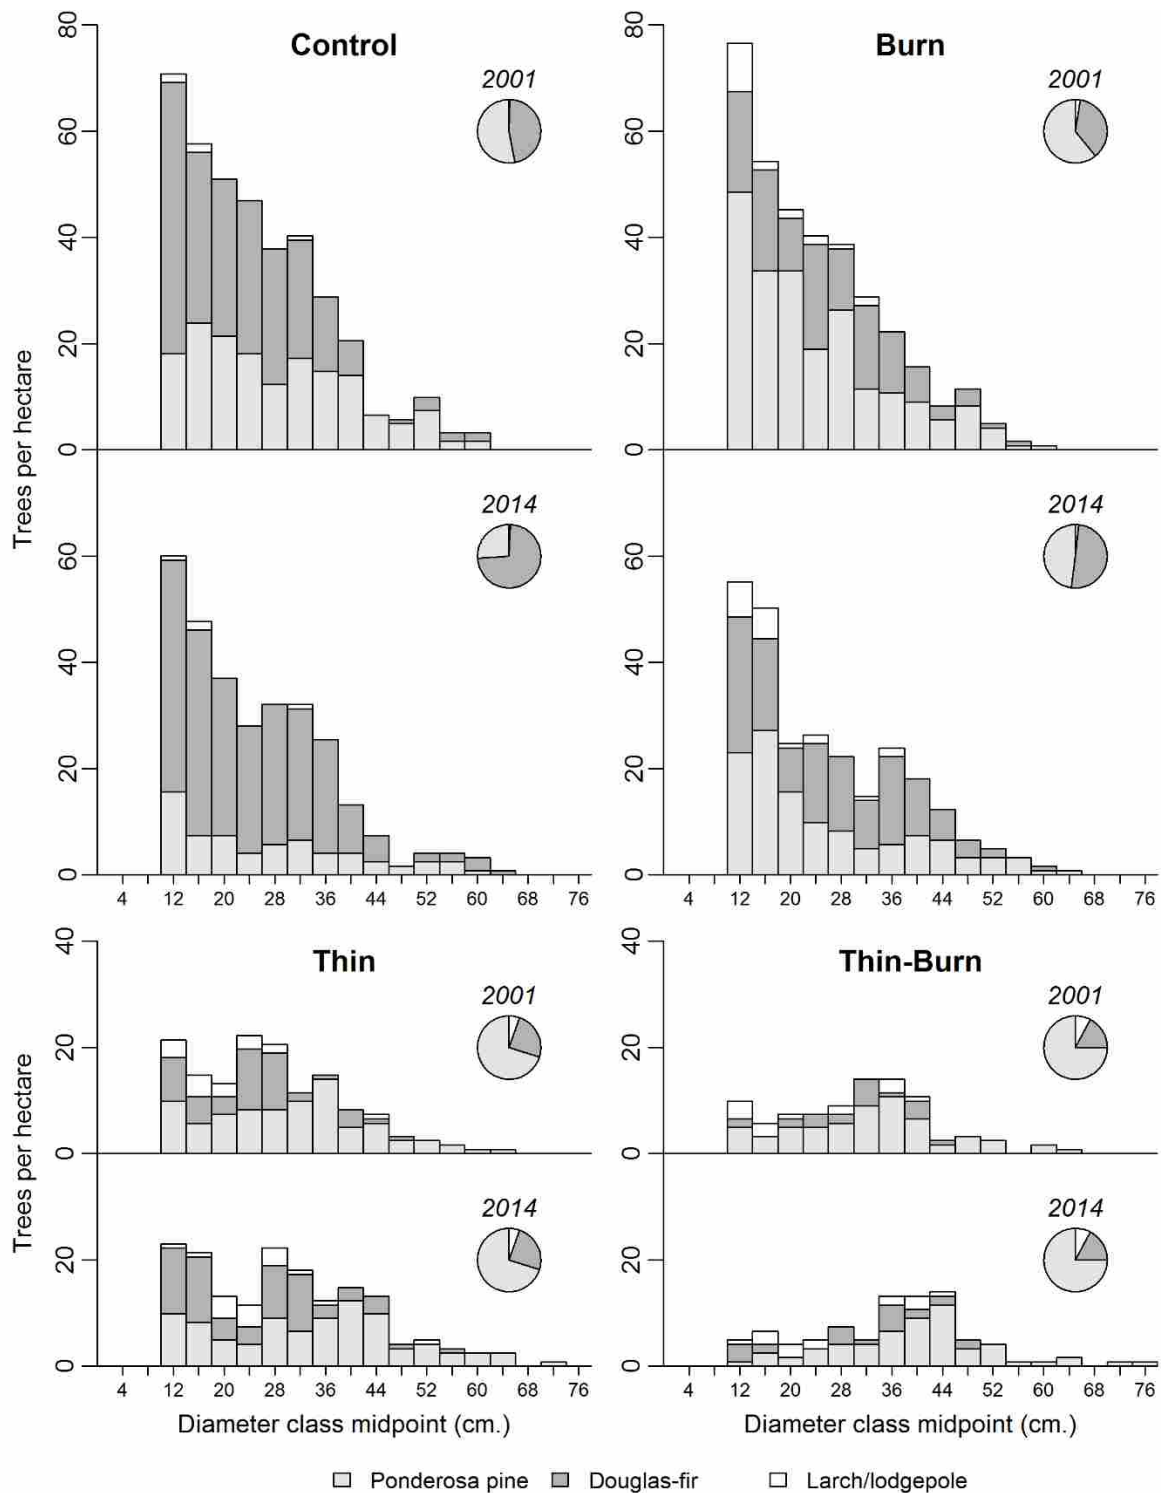 Control
2001
80
60
40
20
0
Burn
2001
0
20
40
60
80
Trees per hectare
2014
60
40
20
0
4 12 20 28 36 44 52 60 68 76
2014
0
20
40
60
4 12 20 28 36 44 52 60 68 76
Thin
2001
40
20
0
Thin-Burn
2001
0
20
40
Trees per hectare
2014
20
0
4 12 20 28 36 44 52 60 68 76
Diameter class midpoint (cm.)
2014
0
20
4 12 20 28 36 44 52 60 68 76
Diameter class midpoint (cm.)
Ponderosa pine Douglas-fir Larch/lodgepole